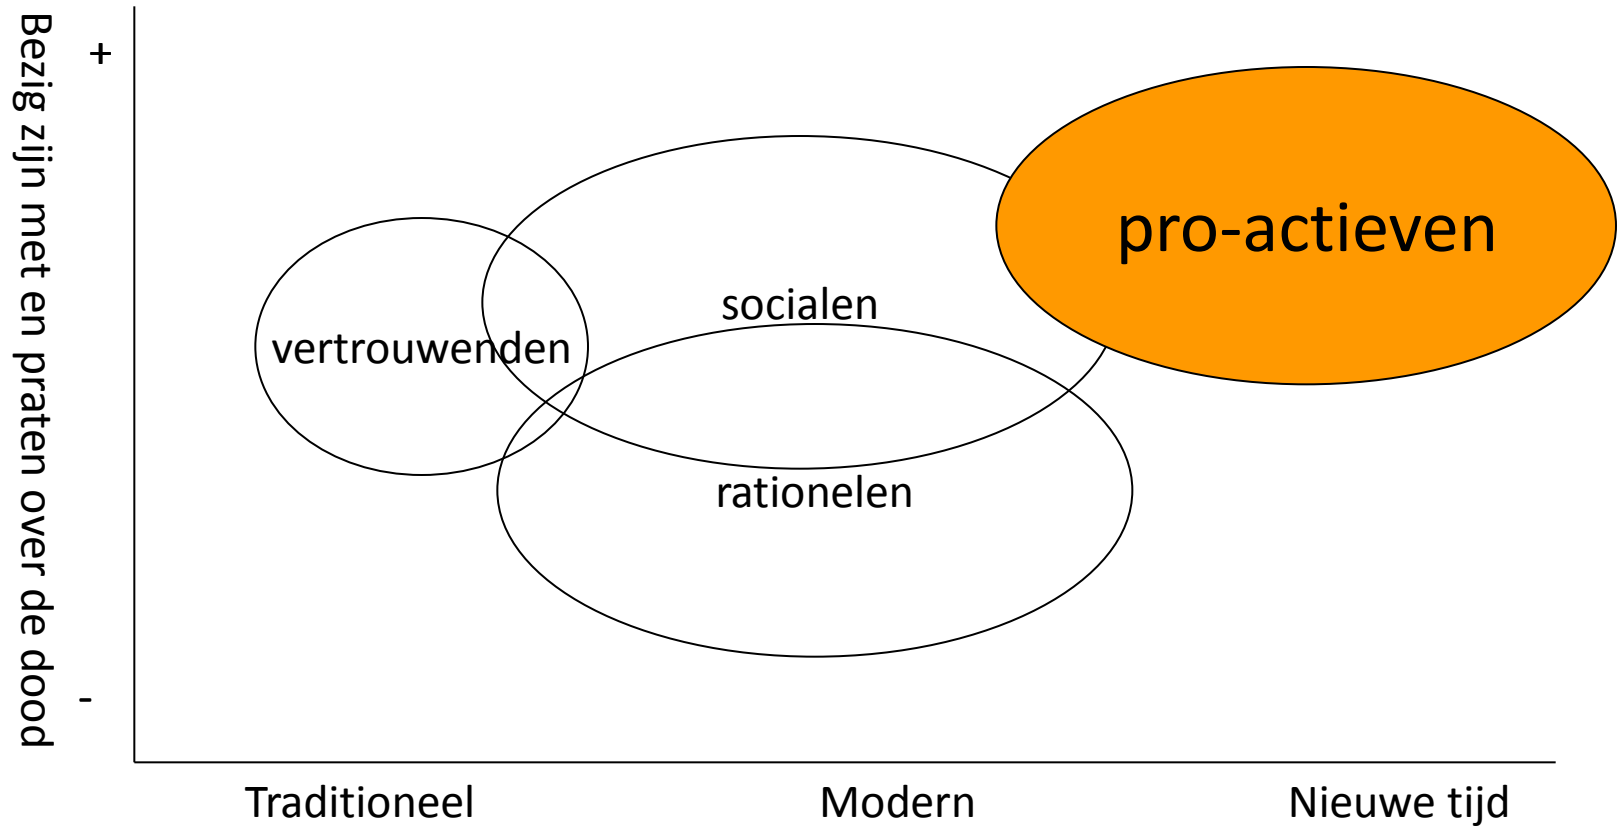 Bezig zijn met en praten over de dood
+
pro-actieven
socialen
vertrouwenden
rationelen
-
Traditioneel
Modern
Nieuwe tijd